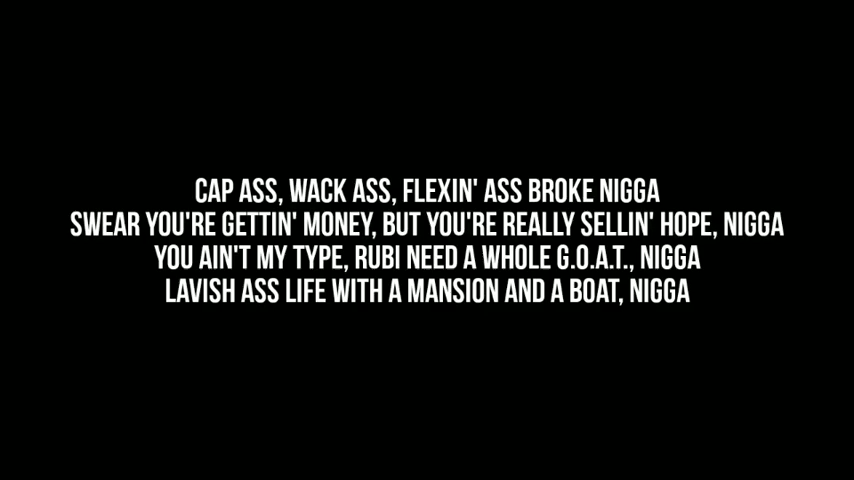 CAP ASS, WACK ASS, FLEXIN' ASS BROKE NIGGA
SWEAR YOU'RE GETTIN' MONEY, BUT YOU'RE REALLY SELLIN' HOPE, NIGGA
YOU AIN'T MY TYPE, RUBI NEED A WHOLE G.O.A.T., NIGGA
LAVISH ASS LIFE WITH A MANSION AND A BOAT, NIGGA